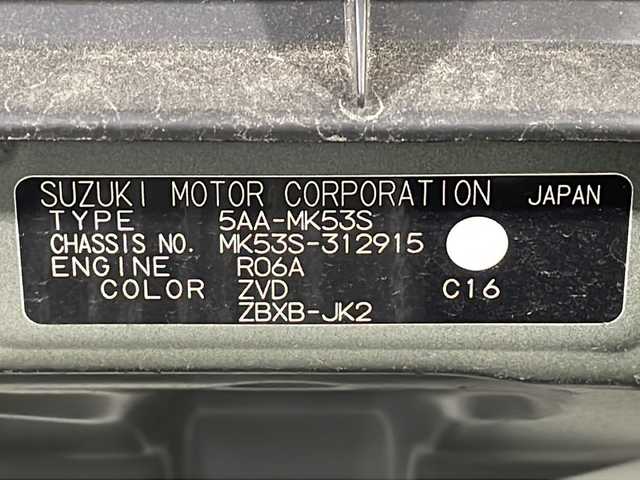 SUZUKI MOTOR CORPORATION JAPAN
TYPE 5AA-MK53S
CHASSIS NO. MK53S-312915
ENGINE R06A
COLOR ZVD C16
ZBXB-JK2